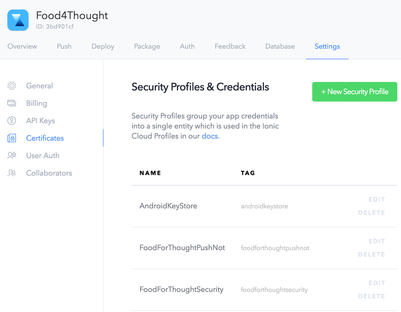 Food4Thought
ID: 3bd901cf
Overview Push Deploy Package Auth Feedback Database Settings
General
Billing
API Keys
Certificates
User Auth
Collaborators
Security Profiles & Credentials
+ New Security Profile
Security Profiles group your app credentials
into a single entity which is used in the Ionic
Cloud Profiles in our docs.
NAME TAG
AndroidKeyStore androidkeystore EDIT
DELETE
FoodForThoughtPushNot foodforthoughtpushnot EDIT
DELETE
FoodForThoughtSecurity foodforthoughtsecurity EDIT
DELETE